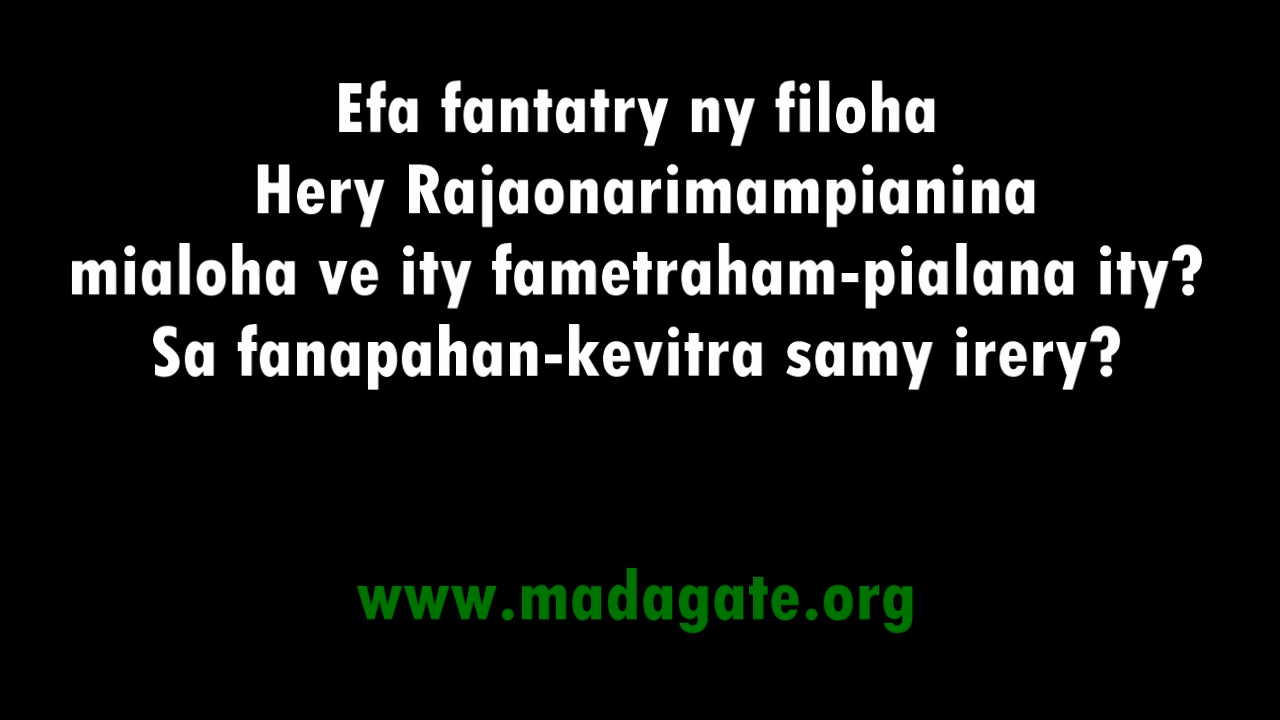 Efa fantatry ny filoha
Hery Rajaonarimampianina
mialoha ve ity fametraham-pialana ity?
Sa fanapahan-kevitra samy irery?
www.madagate.org